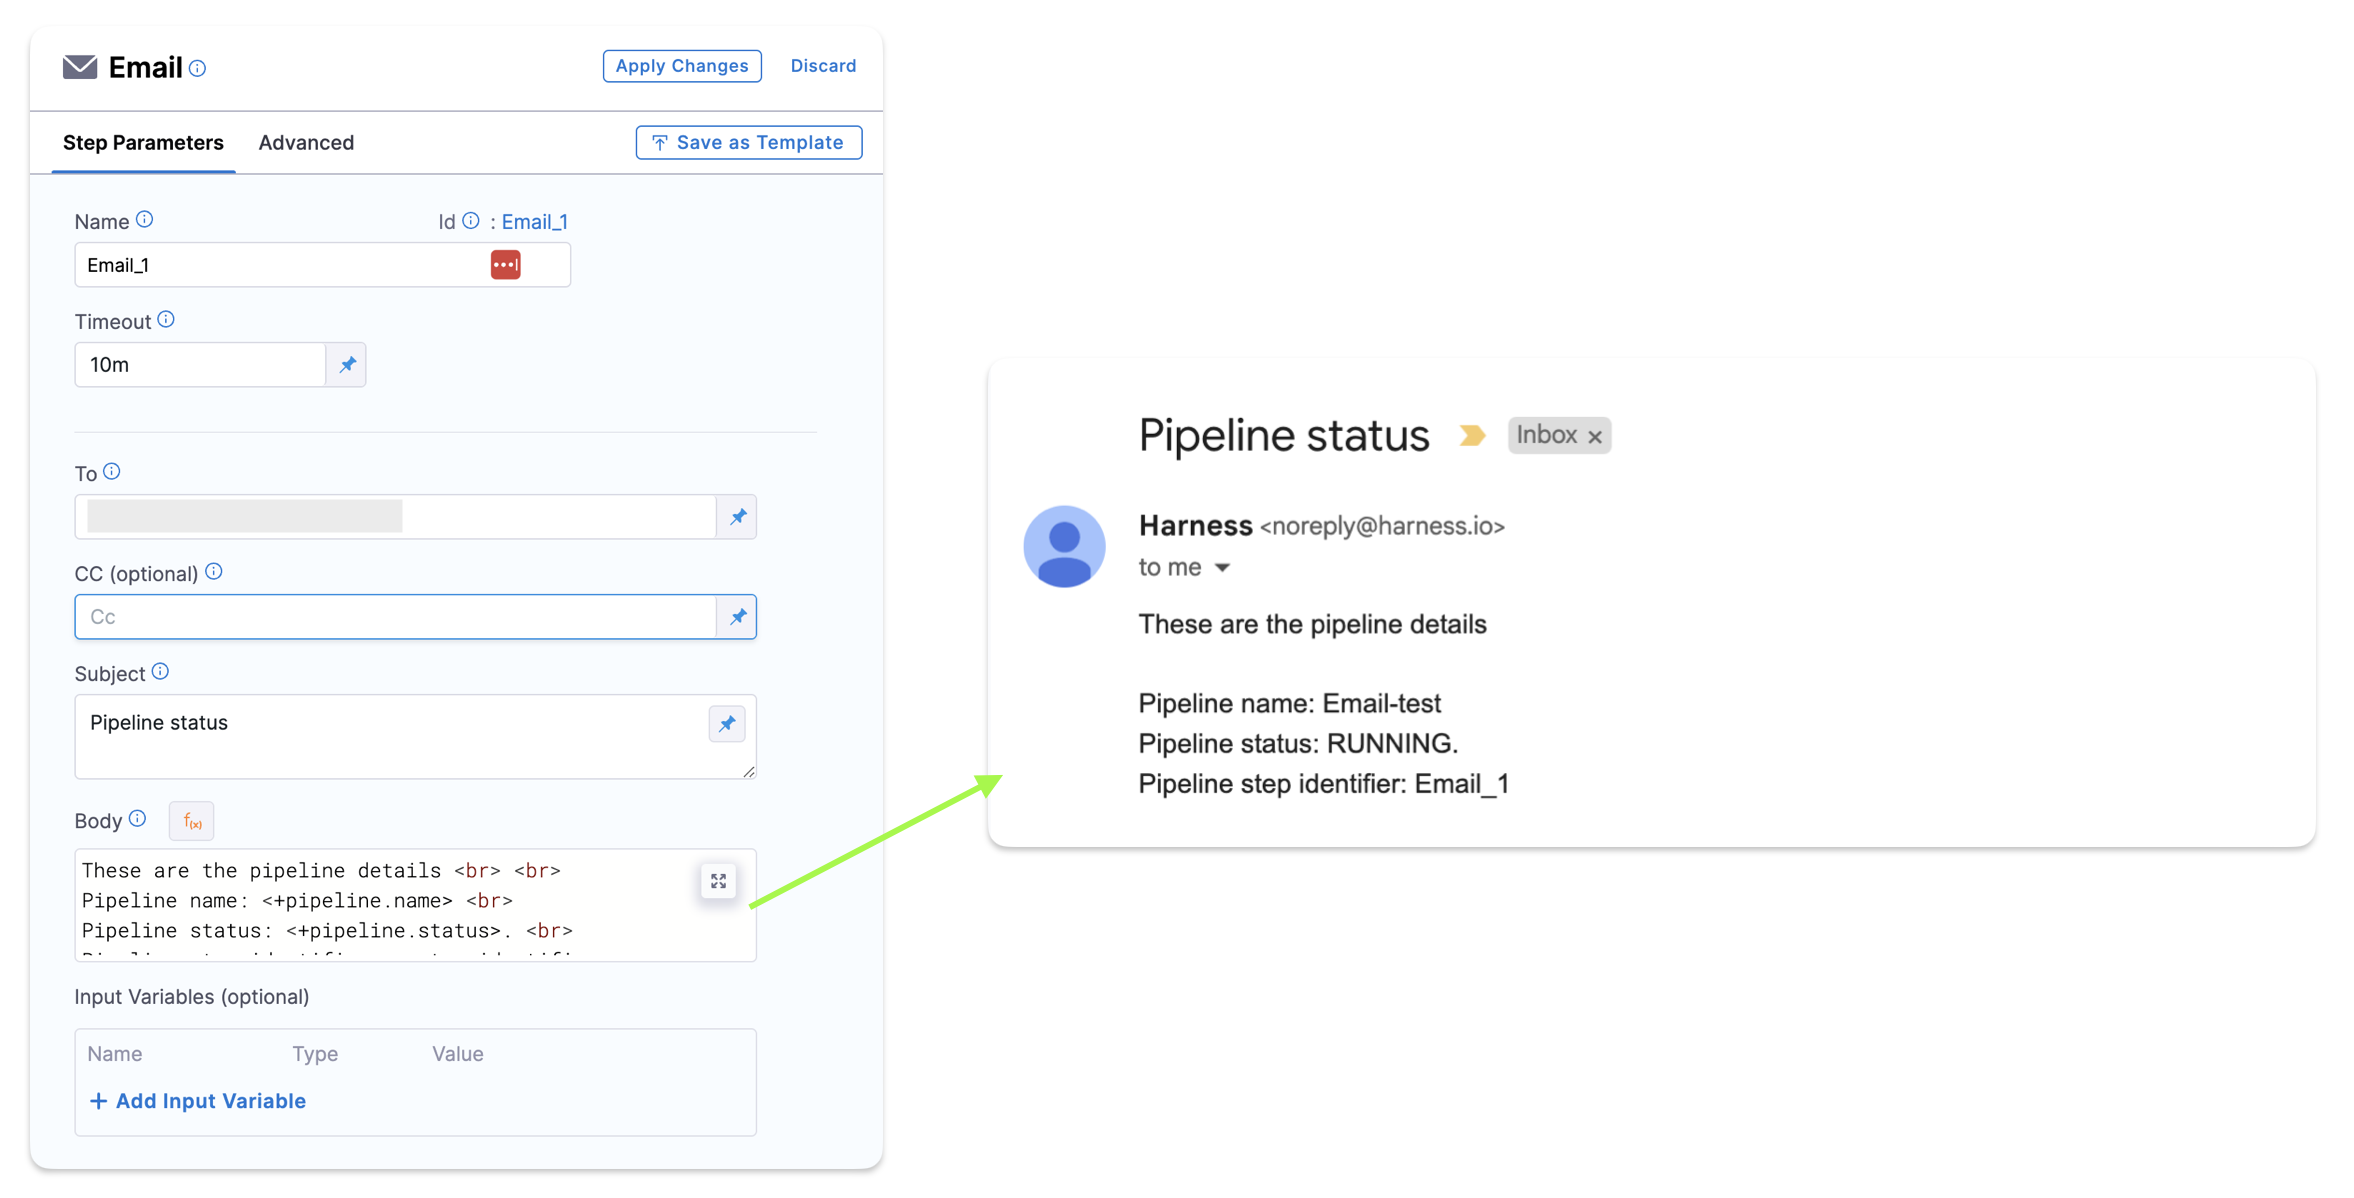 Email
Apply Changes
Discard
Step Parameters
Advanced
Save as Template
Name
Id : Email_1
Email_1
Timeout
10m
To
CC (optional)
Cc
Subject
Pipeline status
Body
f(x)
These are the pipeline details <br> <br>
Pipeline name: <+pipeline.name> <br>
Pipeline status: <+pipeline.status>. <br>
Input Variables (optional)
Name Type Value
+ Add Input Variable
Pipeline status
Inbox ×
Harness <noreply@harness.io>
to me
These are the pipeline details
Pipeline name: Email-test
Pipeline status: RUNNING.
Pipeline step identifier: Email_1